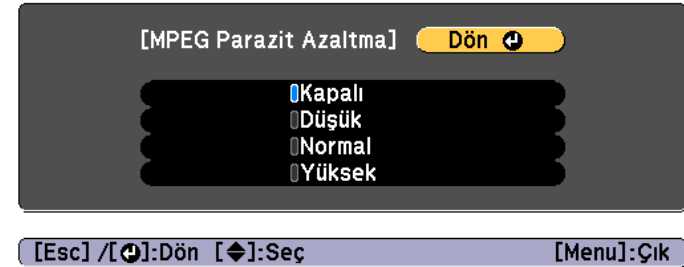 [MPEG Parazit Azaltma] Dön
Kapalı
Düşük
Normal
Yüksek
[Esc] /[⏎]:Dön [◆]:Seç [Menu]:Çık